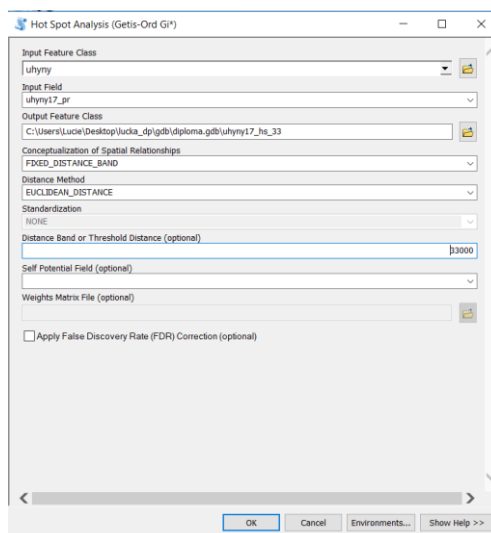 Hot Spot Analysis (Getis-Ord Gi*)
Input Feature Class
uhyny
Input Field
uhyny17_pr
Output Feature Class
C:\Users\Lucie\Desktop\lucka_dp\gdb\diploma.gdb\uhyny17_hs_33
Conceptualization of Spatial Relationships
FIXED_DISTANCE_BAND
Distance Method
EUCLIDEAN_DISTANCE
Standardization
NONE
Distance Band or Threshold Distance (optional)
33000
Self Potential Field (optional)
Weights Matrix File (optional)
Apply False Discovery Rate (FDR) Correction (optional)
OK Cancel Environments... Show Help >>